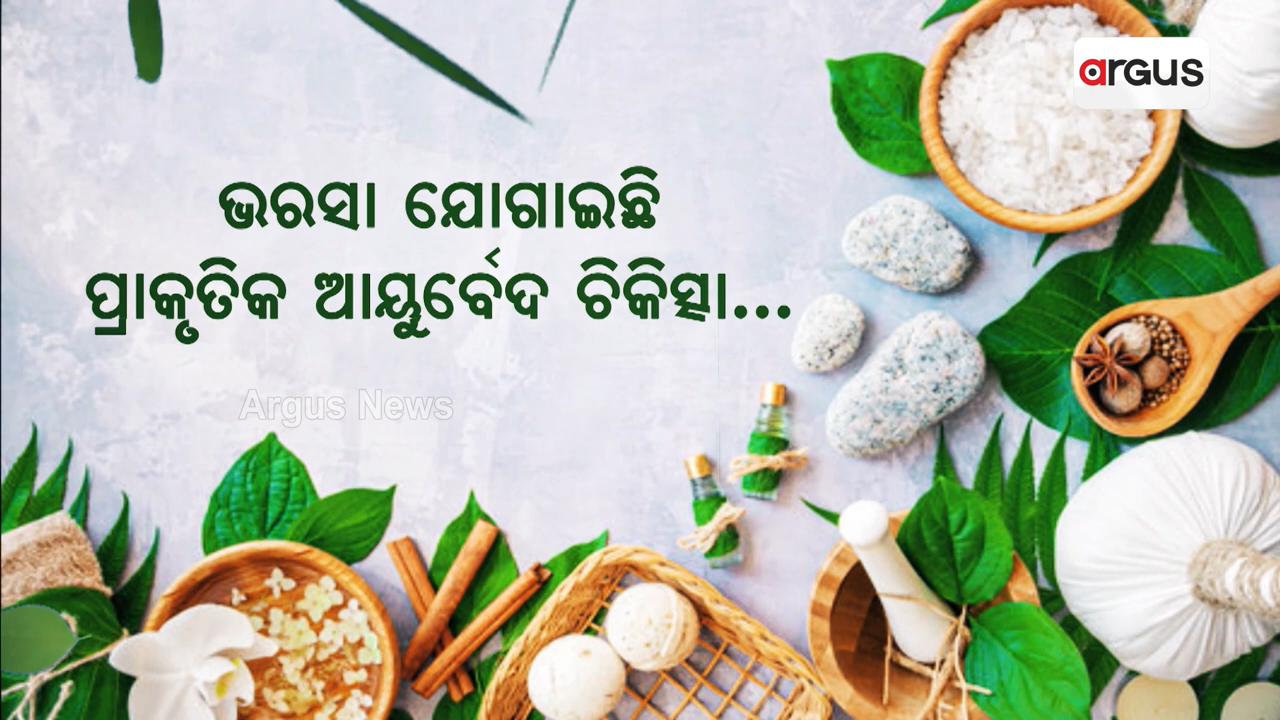 argus
ଭରସା ଯୋଗାଇଛି
ପ୍ରାକୃତିକ ଆୟୁର୍ବେଦ ଚିକିତ୍ସା...
Argus News